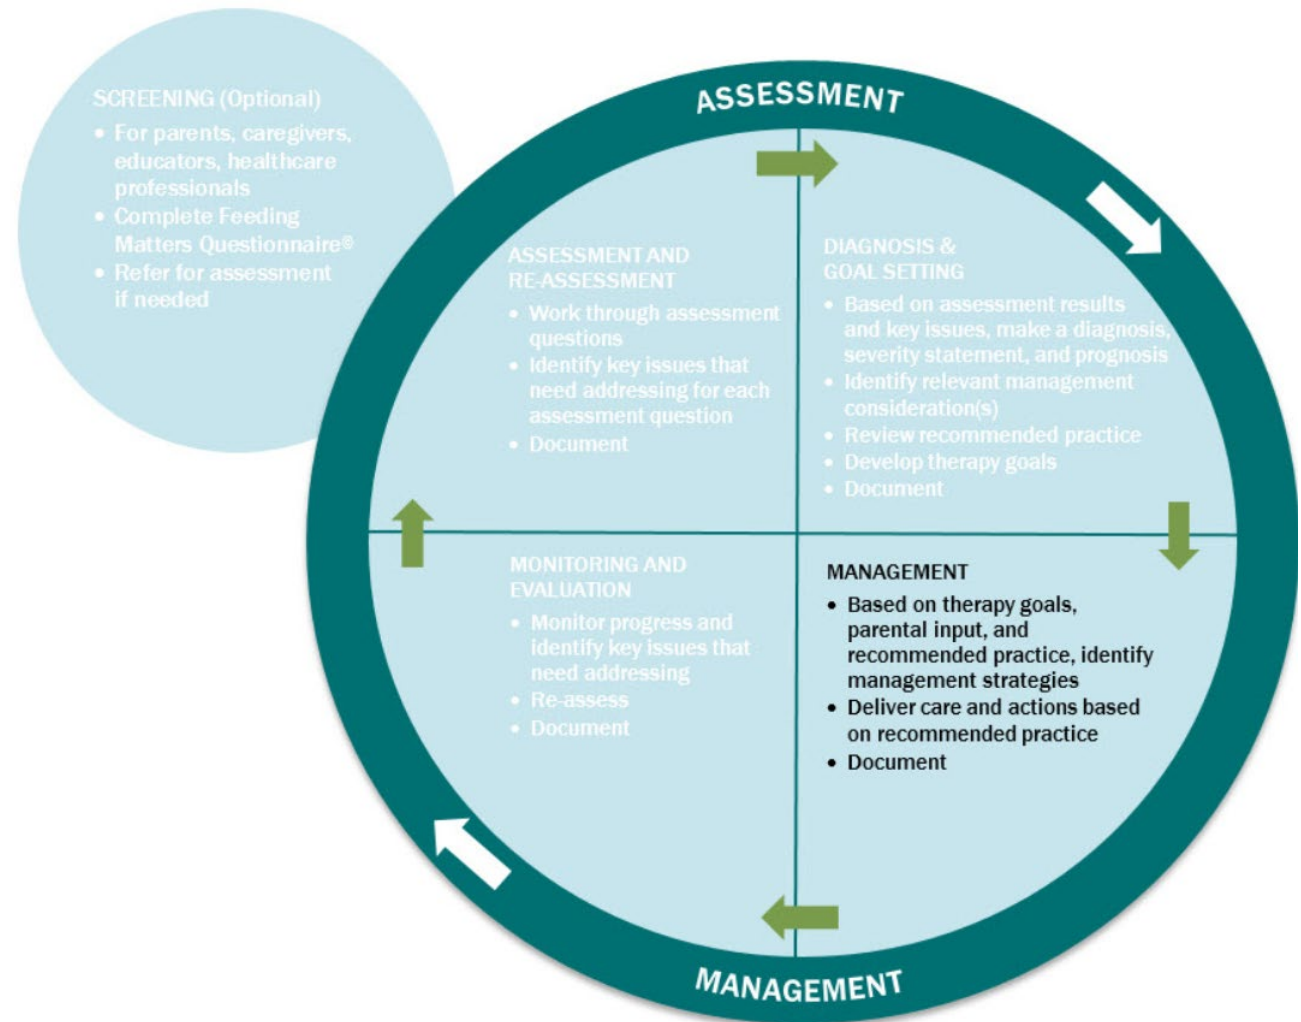 SCREENING (Optional)
• For parents, caregivers,
educators, healthcare
professionals
• Complete Feeding
Matters Questionnaire©
• Refer for assessment
if needed
ASSESSMENT
ASSESSMENT AND
RE-ASSESSMENT
• Work through assessment
questions
• Identify key issues that
need addressing for each
assessment question
• Document
DIAGNOSIS &
GOAL SETTING
• Based on assessment results
and key issues, make a diagnosis,
severity statement, and prognosis
• Identify relevant management
consideration(s)
• Review recommended practice
• Develop therapy goals
• Document
MONITORING AND
EVALUATION
• Monitor progress and
identify key issues that
need addressing
• Re-assess
• Document
MANAGEMENT
• Based on therapy goals,
parental input, and
recommended practice, identify
management strategies
• Deliver care and actions based
on recommended practice
• Document
MANAGEMENT